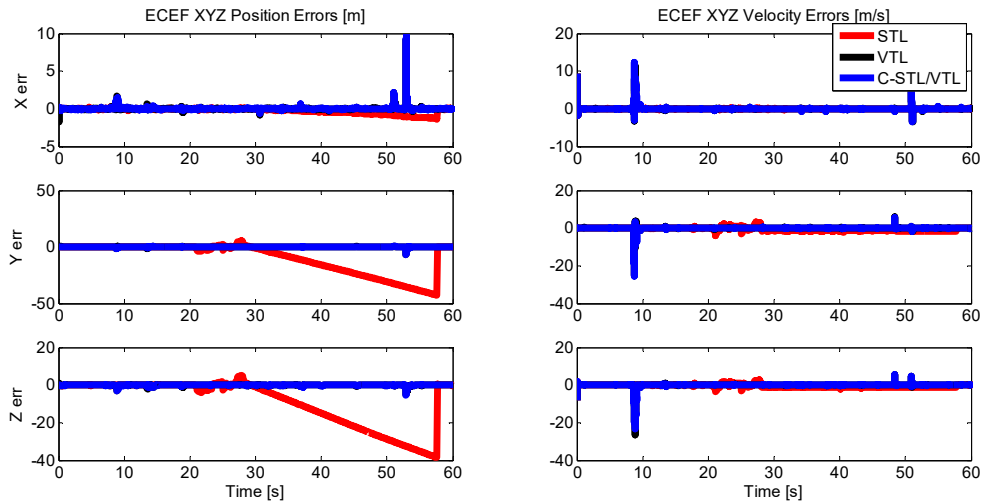 ECEF XYZ Position Errors [m]
10
5
0
-5
X err
0 10 20 30 40 50 60
50
0
-50
Y err
0 10 20 30 40 50 60
20
0
-20
-40
Z err
0 10 20 30 40 50 60
Time [s]
ECEF XYZ Velocity Errors [m/s]
STL
VTL
C-STL/VTL
20
10
0
-10
0 10 20 30 40 50 60
20
0
-20
-40
0 10 20 30 40 50 60
20
0
-20
-40
0 10 20 30 40 50 60
Time [s]